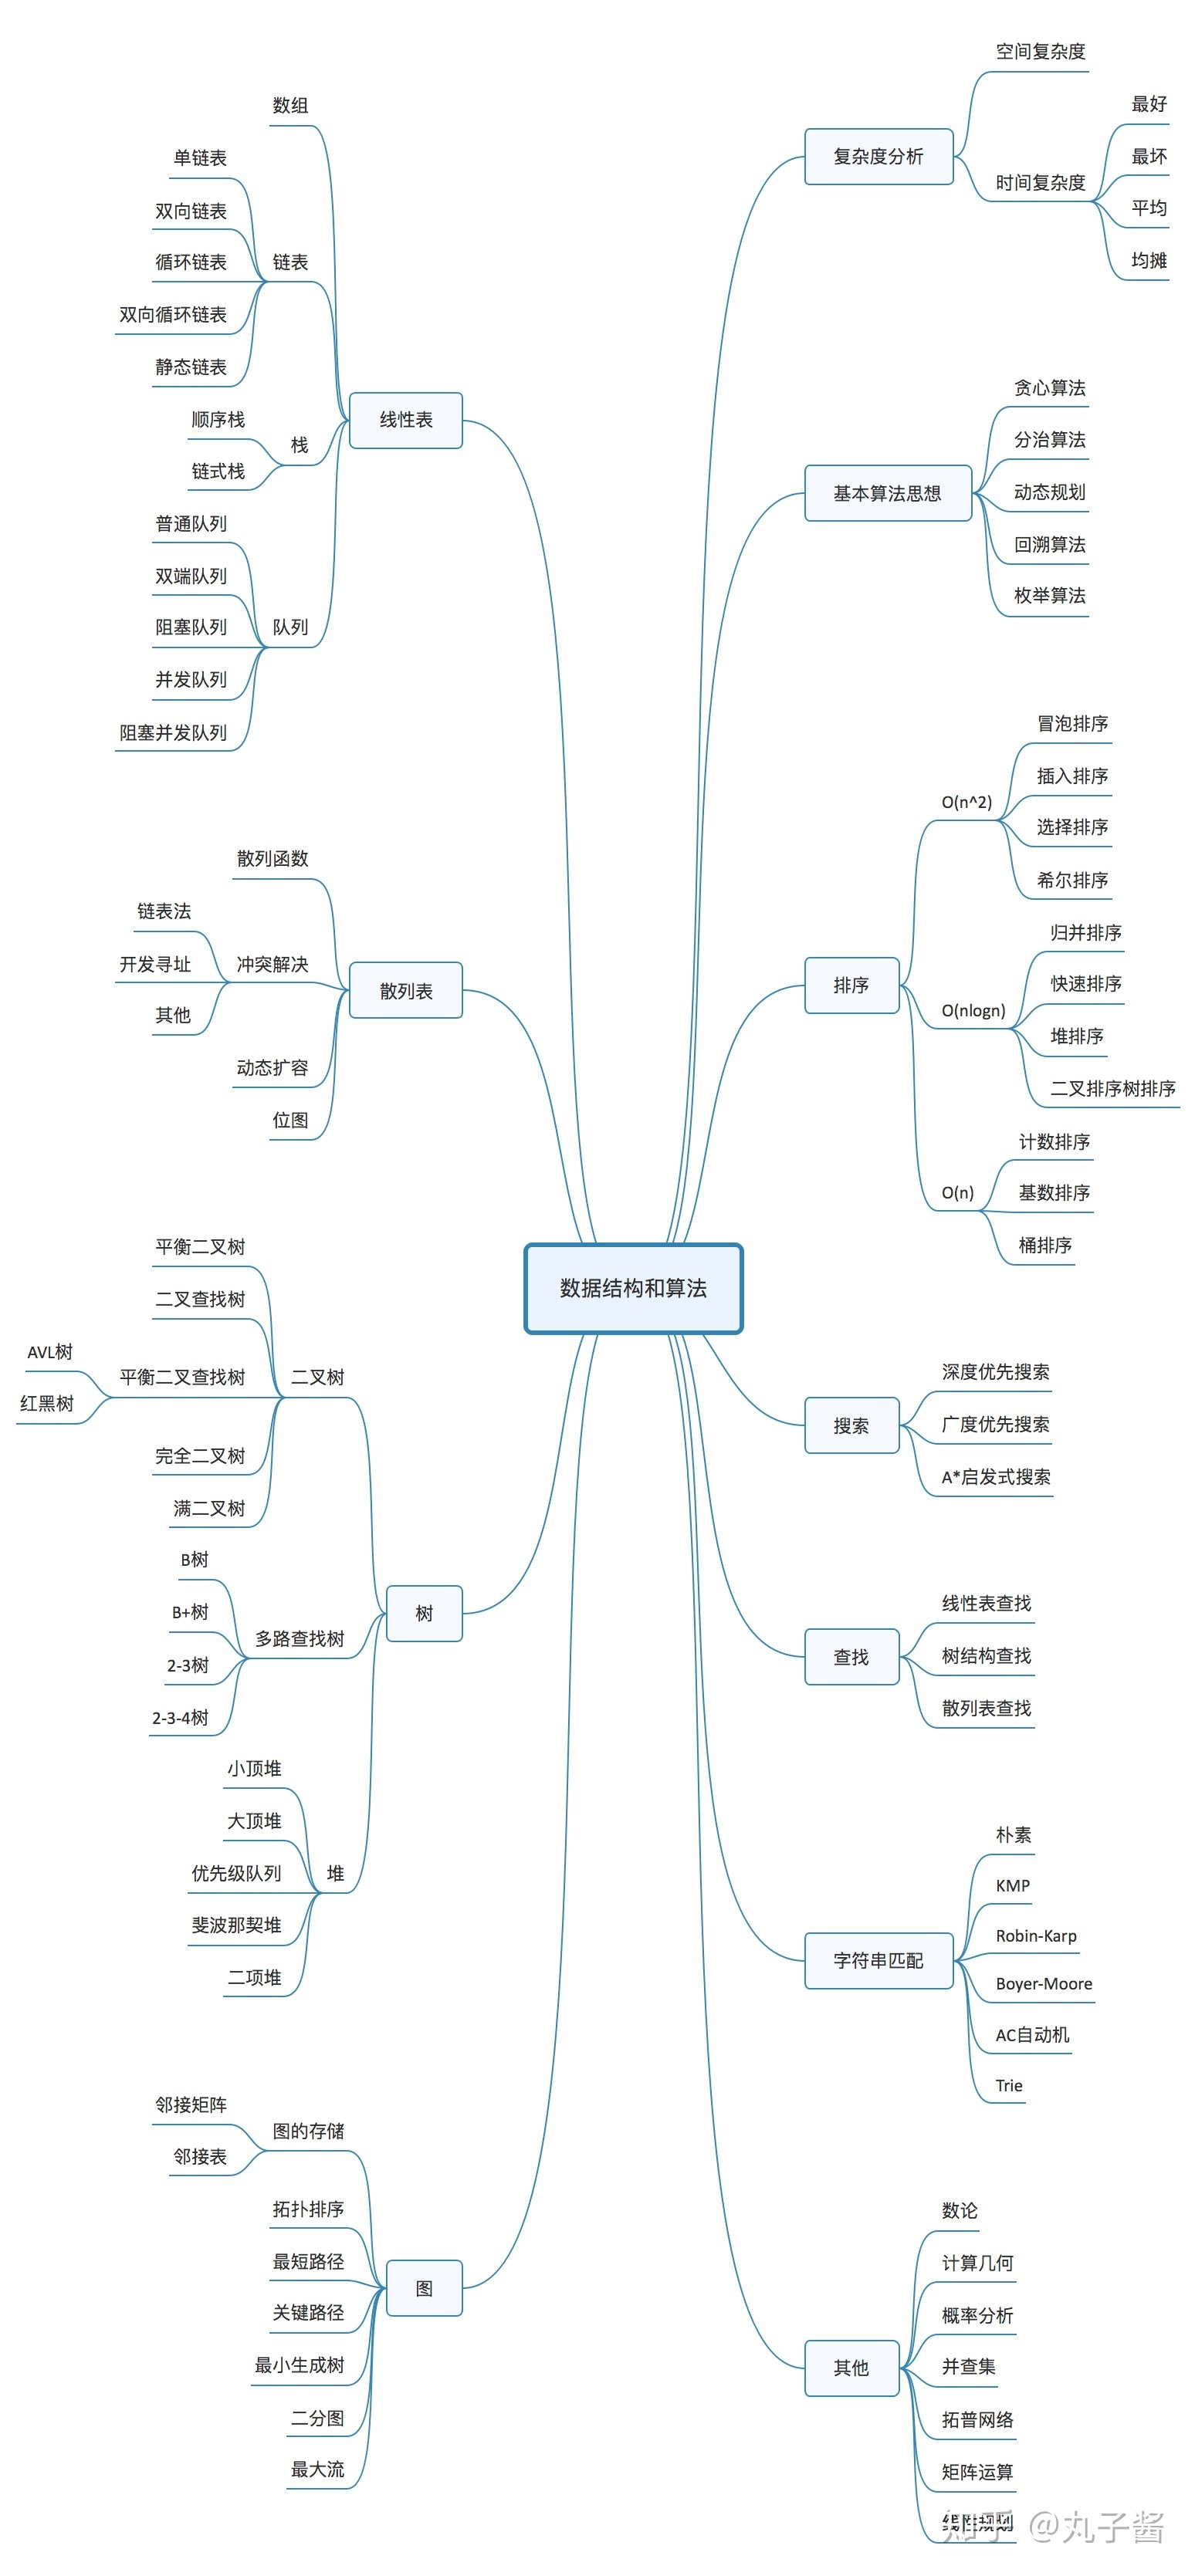 数据结构和算法
线性表
数组
链表
单链表
双向链表
循环链表
双向循环链表
静态链表
栈
顺序栈
链式栈
队列
普通队列
双端队列
阻塞队列
并发队列
阻塞并发队列
散列表
散列函数
冲突解决
链表法
开发寻址
其他
动态扩容
位图
树
二叉树
平衡二叉树
二叉查找树
平衡二叉查找树
AVL树
红黑树
完全二叉树
满二叉树
多路查找树
B树
B+树
2-3树
2-3-4树
堆
小顶堆
大顶堆
优先级队列
斐波那契堆
二项堆
图
图的存储
邻接矩阵
邻接表
拓扑排序
最短路径
关键路径
最小生成树
二分图
最大流
复杂度分析
空间复杂度
时间复杂度
最好
最坏
平均
均摊
基本算法思想
贪心算法
分治算法
动态规划
回溯算法
枚举算法
排序
O(n^2)
冒泡排序
插入排序
选择排序
希尔排序
O(nlogn)
归并排序
快速排序
堆排序
二叉排序树排序
O(n)
计数排序
基数排序
桶排序
搜索
深度优先搜索
广度优先搜索
A*启发式搜索
查找
线性表查找
树结构查找
散列表查找
字符串匹配
朴素
KMP
Robin-Karp
Boyer-Moore
AC自动机
Trie
其他
数论
计算几何
概率分析
并查集
拓普网络
矩阵运算
线性规划
知乎 @丸子酱